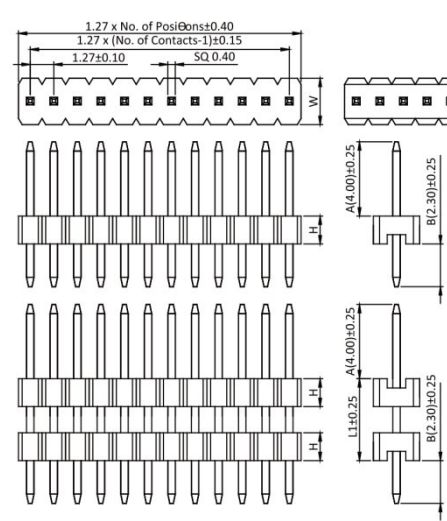 1.27 x No. of PosiƟons±0.40
1.27 x (No. of Contacts-1)±0.15
1.27±0.10
SQ 0.40
W
A(4.00)±0.25
B(2.30)±0.25
H
A(4.00)±0.25
H
L1±0.25
B(2.30)±0.25
H